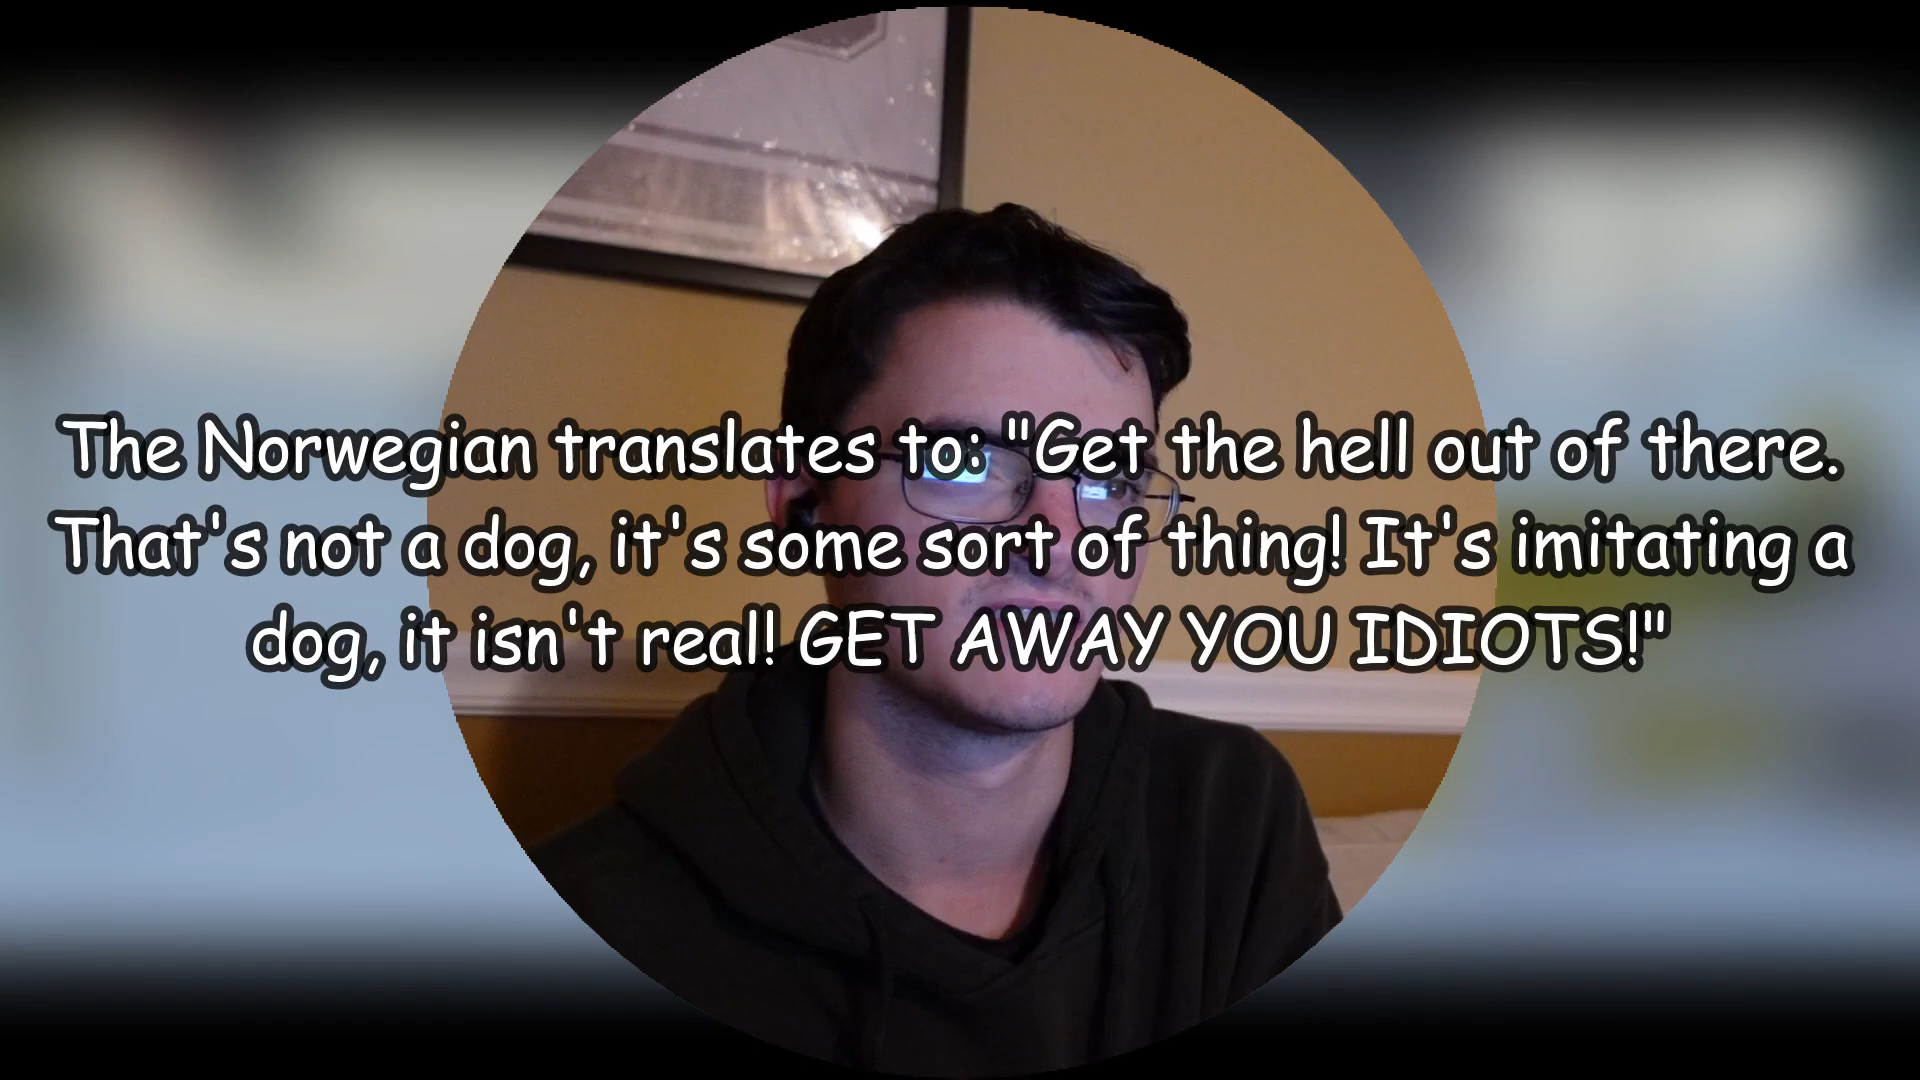 The Norwegian translates to: "Get the hell out of there.
That's not a dog, it's some sort of thing! It's imitating a
dog, it isn't real! GET AWAY YOU IDIOTS!"